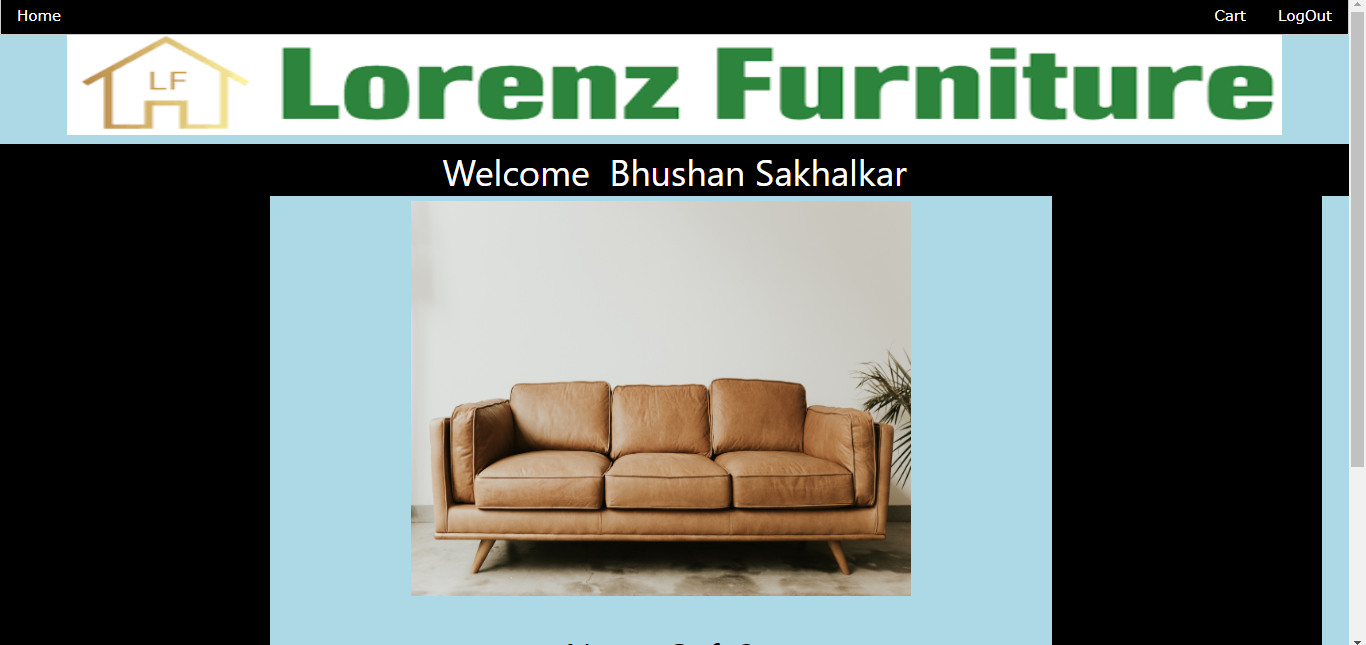 Home Cart LogOut
LF Lorenz Furniture
Welcome Bhushan Sakhalkar